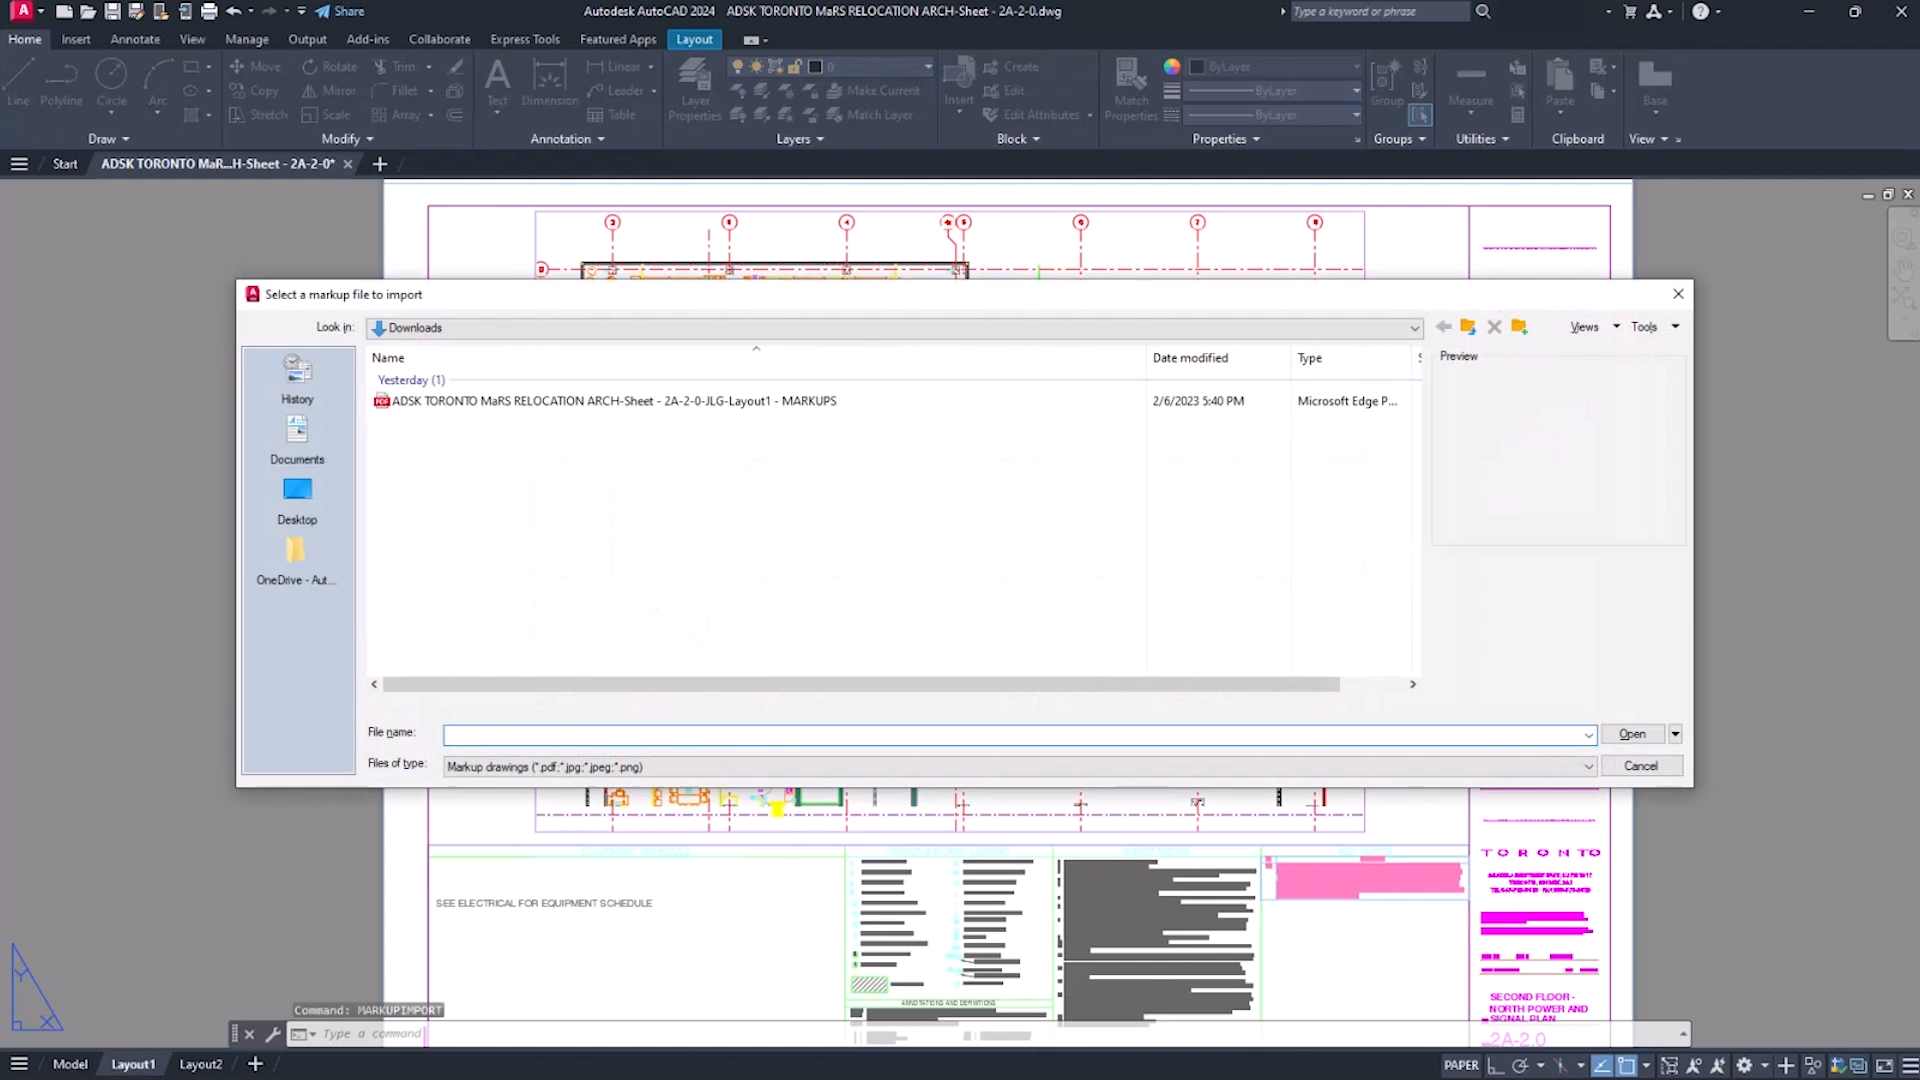 Share
Autodesk AutoCAD 2024 ADSK TORONTO MaRS RELOCATION ARCH-Sheet - 2A-2-0.dwg
Type a keyword or phrase
Home Insert Annotate View Manage Output Add-ins Collaborate Express Tools Featured Apps Layout
Line Polyline Circle Arc
Move Rotate Trim
Copy Mirror Fillet
Stretch Scale Array
Text Dimension
Linear
Leader
Table
Layer Properties
0
Make Current
Match Layer
Insert
Create
Edit
Edit Attributes
Match Properties
ByLayer
ByLayer
ByLayer
Group Measure Paste Base
Draw Modify Annotation Layers Block Properties Groups Utilities Clipboard View
Start ADSK TORONTO MaR...H-Sheet - 2A-2-0*
Select a markup file to import
Look in: Downloads
Views Tools
Name Date modified Type
Preview
Yesterday (1)
ADSK TORONTO MaRS RELOCATION ARCH-Sheet - 2A-2-0-JLG-Layout1 - MARKUPS 2/6/2023 5:40 PM Microsoft Edge P...
History
Documents
Desktop
OneDrive - Aut...
File name:
Open
Files of type: Markup drawings (*.pdf;*.jpg;*.jpeg;*.png)
Cancel
TORONTO
SEE ELECTRICAL FOR EQUIPMENT SCHEDULE
ANNOTATIONS AND DEFINITIONS
SECOND FLOOR -
NORTH POWER AND
SIGNAL PLAN
2A-2.0
Command: MARKUPIMPORT
Type a command
Model Layout1 Layout2
PAPER